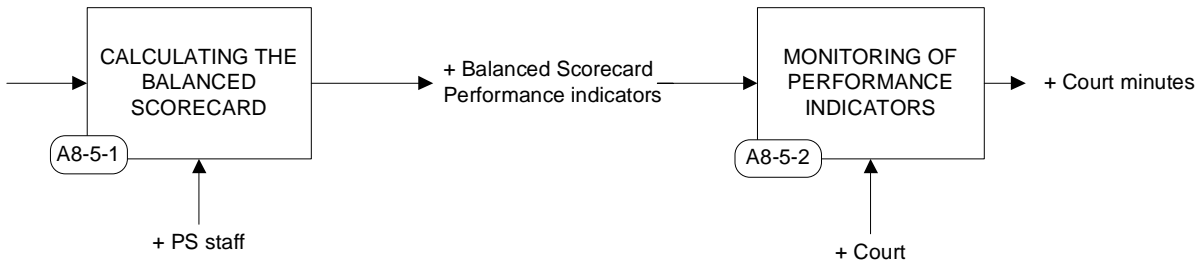 CALCULATING THE
BALANCED
SCORECARD
A8-5-1
+ PS staff
+ Balanced Scorecard
Performance indicators
MONITORING OF
PERFORMANCE
INDICATORS
A8-5-2
+ Court
+ Court minutes